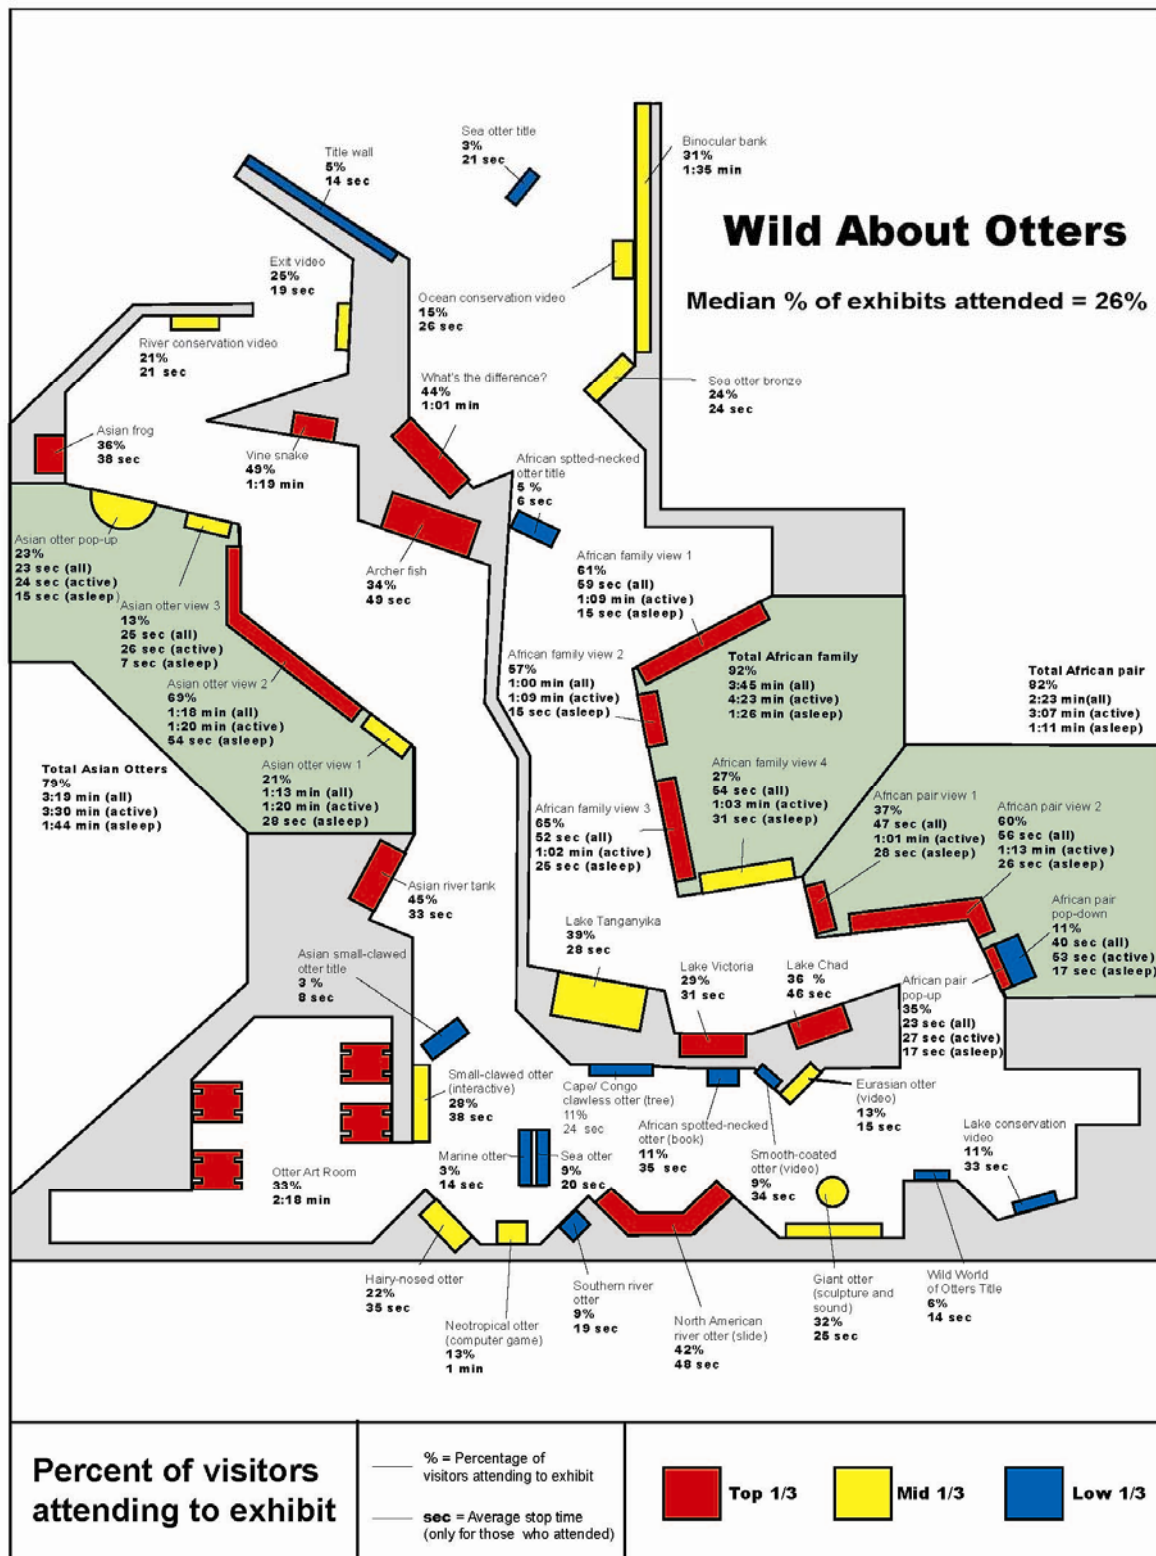 Sea otter title
3%
21 sec
Binocular bank
31%
1:35 min
Title wall
5%
14 sec
Wild About Otters
Median % of exhibits attended = 26%
Exit video
25%
19 sec
Ocean conservation video
15%
26 sec
River conservation video
21%
21 sec
What's the difference?
44%
1:01 min
Sea otter bronze
24%
24 sec
Asian frog
36%
38 sec
Vine snake
49%
1:19 min
African sptted-necked
otter title
5 %
6 sec
Asian otter pop-up
23%
23 sec (all)
24 sec (active)
15 sec (asleep)
Archer fish
34%
49 sec
African family view 1
61%
59 sec (all)
1:09 min (active)
15 sec (asleep)
Asian otter view 3
13%
25 sec (all)
26 sec (active)
7 sec (asleep)
African family view 2
57%
1:00 min (all)
1:09 min (active)
15 sec (asleep)
Total African family
92%
3:45 min (all)
4:23 min (active)
1:26 min (asleep)
Total African pair
82%
2:23 min(all)
3:07 min (active)
1:11 min (asleep)
Asian otter view 2
69%
1:18 min (all)
1:20 min (active)
54 sec (asleep)
Total Asian Otters
79%
3:19 min (all)
3:30 min (active)
1:44 min (asleep)
Asian otter view 1
21%
1:13 min (all)
1:20 min (active)
28 sec (asleep)
African family view 4
27%
54 sec (all)
1:03 min (active)
31 sec (asleep)
African family view 3
65%
52 sec (all)
1:02 min (active)
25 sec (asleep)
African pair view 1
37%
47 sec (all)
1:01 min (active)
28 sec (asleep)
African pair view 2
60%
56 sec (all)
1:13 min (active)
26 sec (asleep)
Asian river tank
45%
33 sec
African pair
pop-down
11%
40 sec (all)
53 sec (active)
17 sec (asleep)
Lake Tanganyika
39%
28 sec
Asian small-clawed
otter title
3 %
8 sec
Lake Victoria
29%
31 sec
Lake Chad
36 %
46 sec
African pair
pop-up
35%
23 sec (all)
27 sec (active)
17 sec (asleep)
Small-clawed otter
(interactive)
28%
38 sec
Cape/ Congo
clawless otter (tree)
11%
24 sec
Eurasian otter
(video)
13%
15 sec
African spotted-necked
otter (book)
11%
35 sec
Lake conservation
video
11%
33 sec
Marine otter
3%
14 sec
Sea otter
9%
20 sec
Smooth-coated
otter (video)
9%
34 sec
Otter Art Room
33%
2:18 min
Hairy-nosed otter
22%
35 sec
Southern river
otter
9%
19 sec
Giant otter
(sculpture and
sound)
32%
25 sec
Wild World
of Otters Title
6%
14 sec
Neotropical otter
(computer game)
13%
1 min
North American
river otter (slide)
42%
48 sec
Percent of visitors
attending to exhibit
% = Percentage of
visitors attending to exhibit
sec = Average stop time
(only for those who attended)
Top 1/3
Mid 1/3
Low 1/3